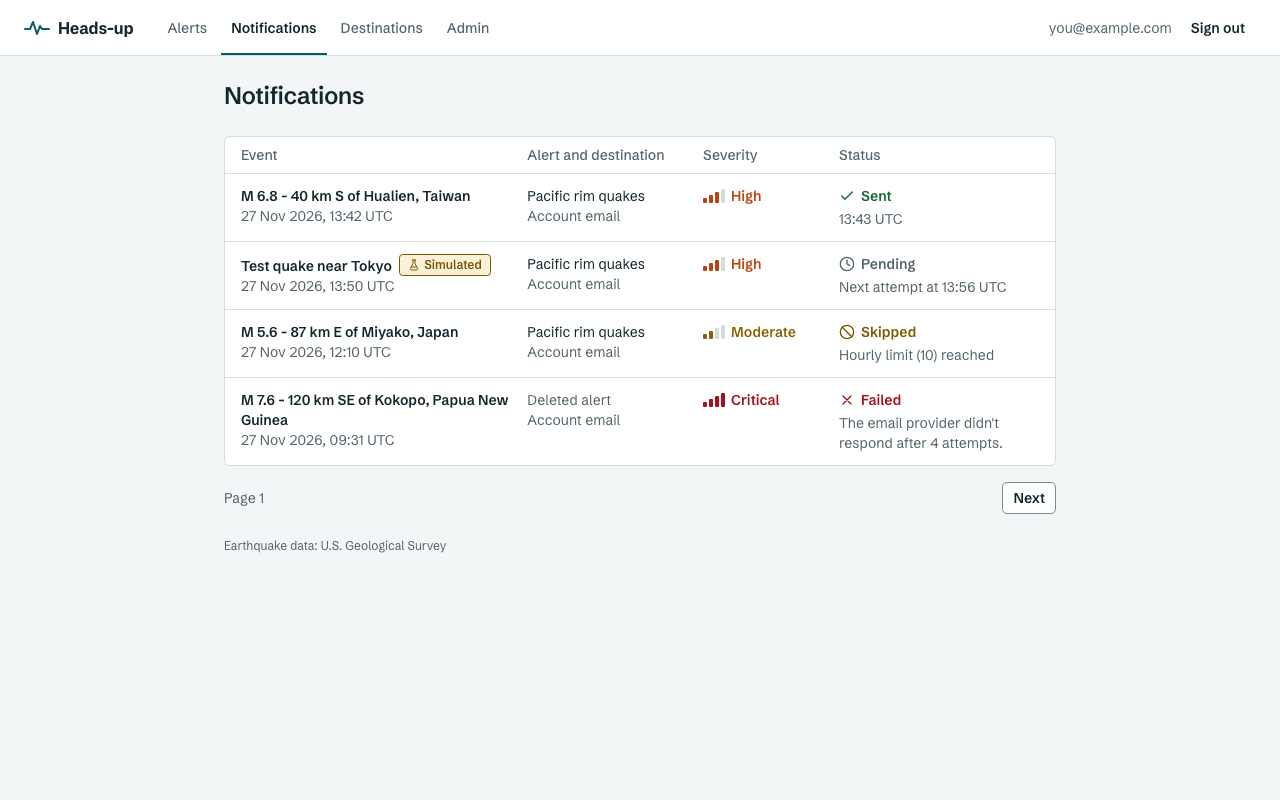 Heads-up Alerts Notifications Destinations Admin you@example.com Sign out
Notifications
Event Alert and destination Severity Status
M 6.8 - 40 km S of Hualien, Taiwan Pacific rim quakes High Sent
27 Nov 2026, 13:42 UTC Account email 13:43 UTC
Test quake near Tokyo Simulated Pacific rim quakes High Pending
27 Nov 2026, 13:50 UTC Account email Next attempt at 13:56 UTC
M 5.6 - 87 km E of Miyako, Japan Pacific rim quakes Moderate Skipped
27 Nov 2026, 12:10 UTC Account email Hourly limit (10) reached
M 7.6 - 120 km SE of Kokopo, Papua New Deleted alert Critical Failed
Guinea Account email The email provider didn't
27 Nov 2026, 09:31 UTC respond after 4 attempts.
Page 1 Next
Earthquake data: U.S. Geological Survey